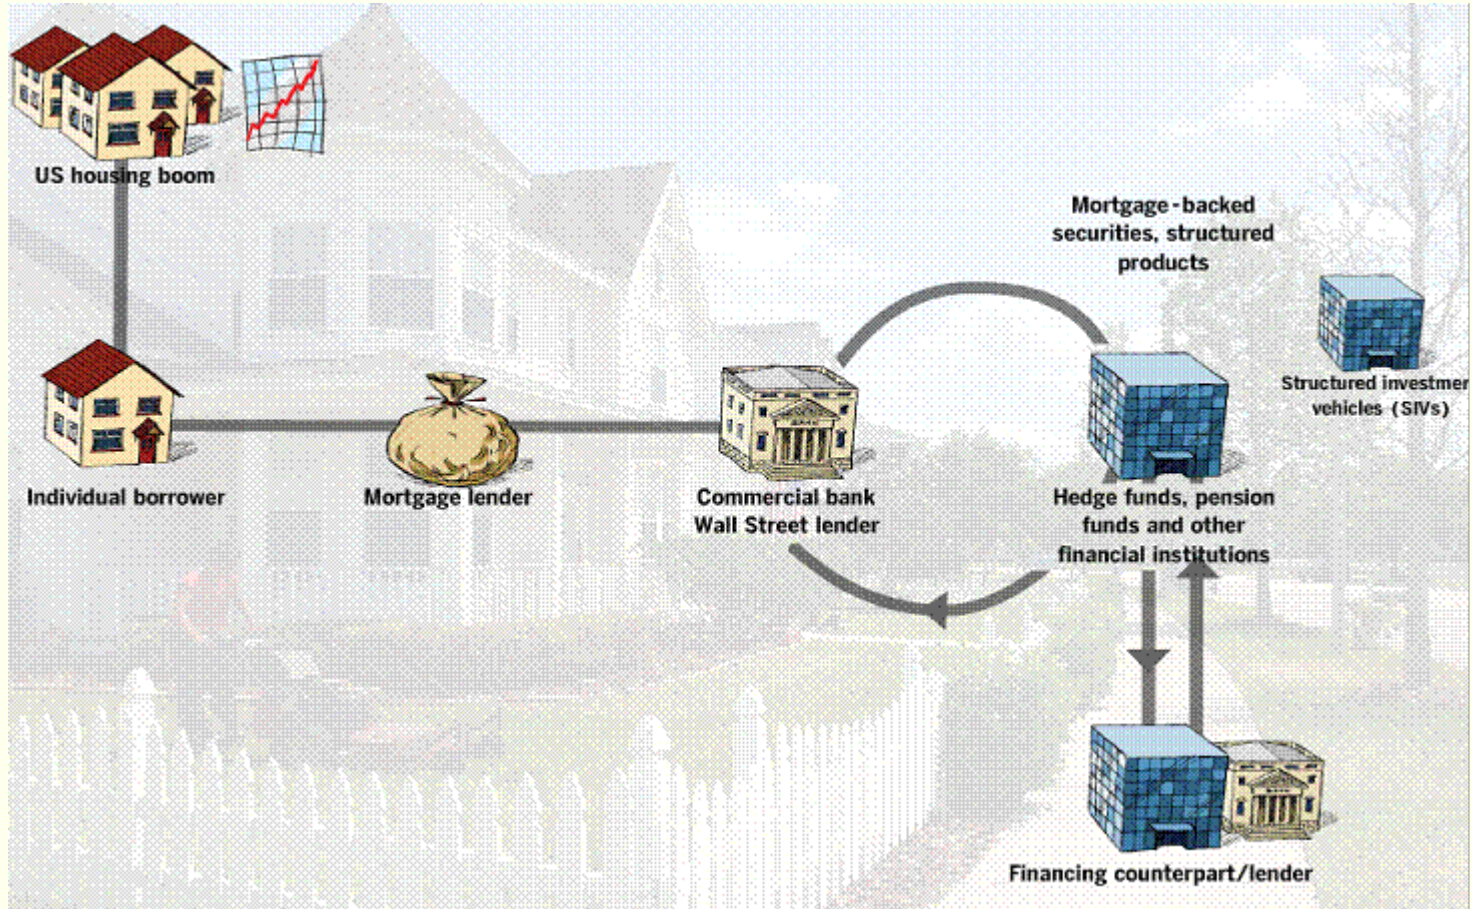 US housing boom
Mortgage-backed
securities, structured
products
Structured investmen
vehicles (SIVs)
Individual borrower
Mortgage lender
Commercial bank
Wall Street lender
Hedge funds, pension
funds and other
financial institutions
Financing counterpart/lender